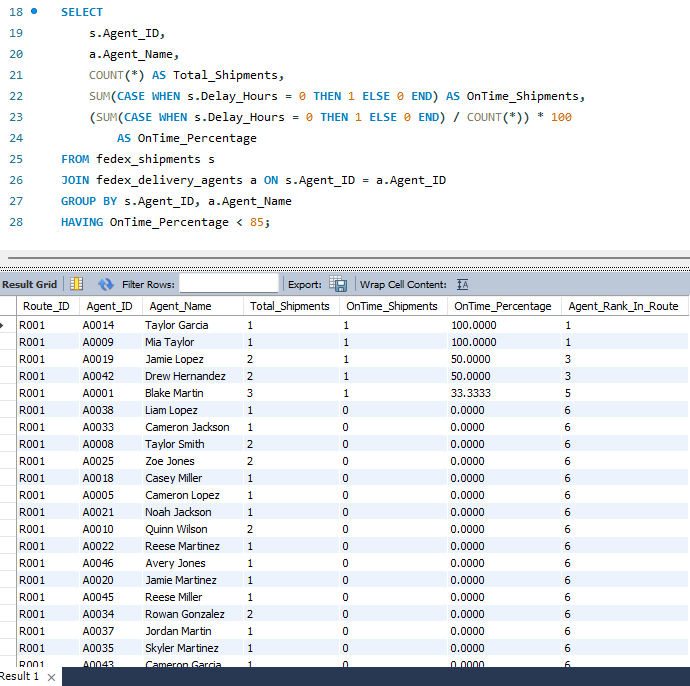 18 SELECT
19 s.Agent_ID,
20 a.Agent_Name,
21 COUNT(*) AS Total_Shipments,
22 SUM(CASE WHEN s.Delay_Hours = 0 THEN 1 ELSE 0 END) AS OnTime_Shipments,
23 (SUM(CASE WHEN s.Delay_Hours = 0 THEN 1 ELSE 0 END) / COUNT(*)) * 100
24 AS OnTime_Percentage
25 FROM fedex_shipments s
26 JOIN fedex_delivery_agents a ON s.Agent_ID = a.Agent_ID
27 GROUP BY s.Agent_ID, a.Agent_Name
28 HAVING OnTime_Percentage < 85;
Result Grid Filter Rows: Export: Wrap Cell Content: IA
Route_ID Agent_ID Agent_Name Total_Shipments OnTime_Shipments OnTime_Percentage Agent_Rank_In_Route
R001 A0014 Taylor Garcia 1 1 100.0000 1
R001 A0009 Mia Taylor 1 1 100.0000 1
R001 A0019 Jamie Lopez 2 1 50.0000 3
R001 A0042 Drew Hernandez 2 1 50.0000 3
R001 A0001 Blake Martin 3 1 33.3333 5
R001 A0038 Liam Lopez 1 0 0.0000 6
R001 A0033 Cameron Jackson 1 0 0.0000 6
R001 A0008 Taylor Smith 2 0 0.0000 6
R001 A0025 Zoe Jones 2 0 0.0000 6
R001 A0018 Casey Miller 1 0 0.0000 6
R001 A0005 Cameron Lopez 1 0 0.0000 6
R001 A0021 Noah Jackson 1 0 0.0000 6
R001 A0010 Quinn Wilson 2 0 0.0000 6
R001 A0022 Reese Martinez 1 0 0.0000 6
R001 A0046 Avery Jones 1 0 0.0000 6
R001 A0020 Jamie Martinez 1 0 0.0000 6
R001 A0045 Reese Miller 1 0 0.0000 6
R001 A0034 Rowan Gonzalez 2 0 0.0000 6
R001 A0037 Jordan Martin 1 0 0.0000 6
R001 A0035 Skyler Martinez 1 0 0.0000 6
R001 A0043 Cameron Garcia 1 0 0.0000 6
Result 1